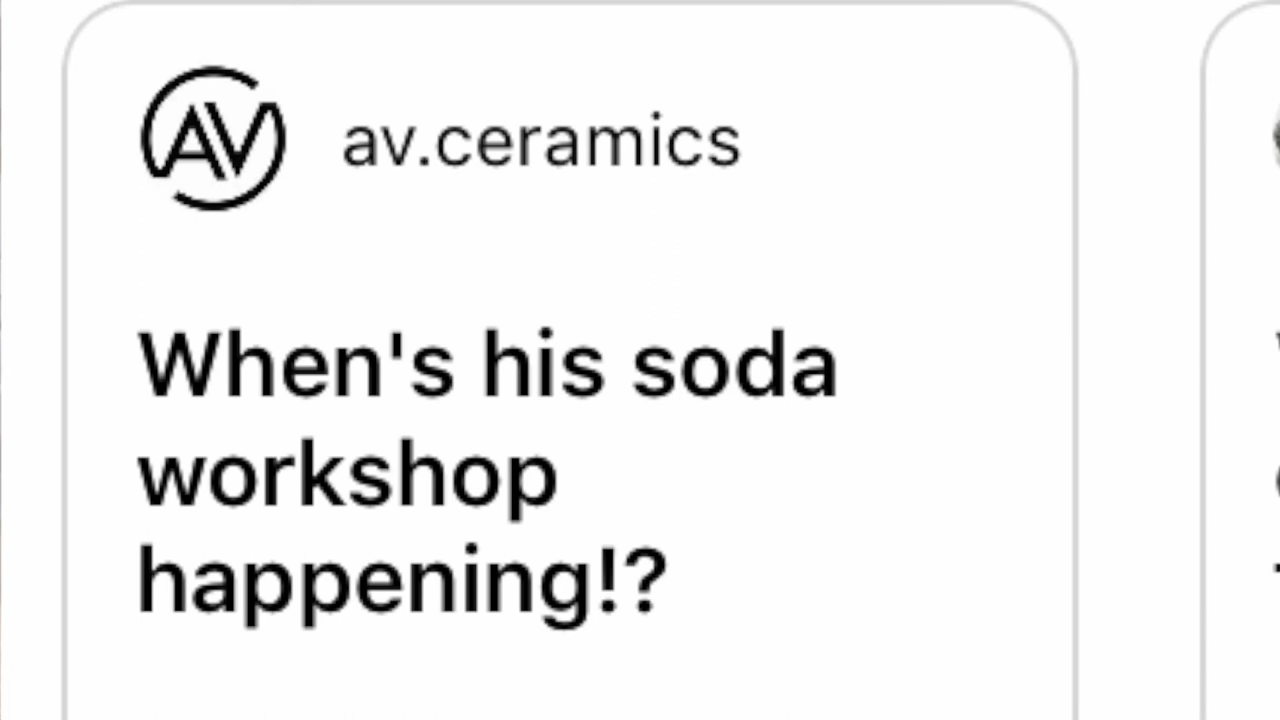 AV
av.ceramics
When's his soda
workshop
happening!?